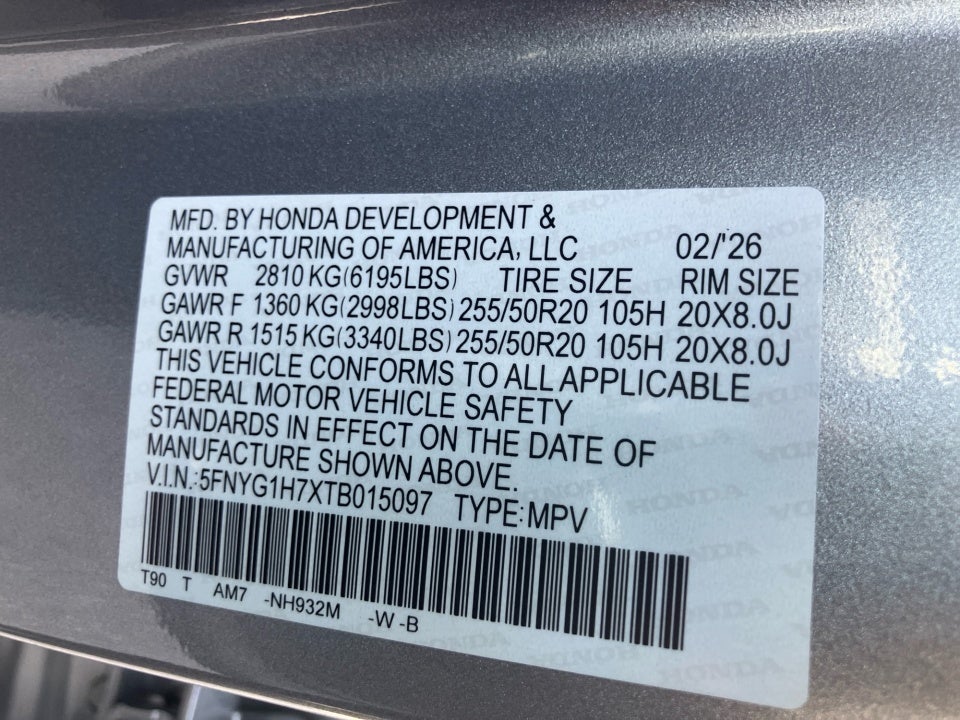 MFD. BY HONDA DEVELOPMENT &
MANUFACTURING OF AMERICA, LLC 02/'26
GVWR 2810 KG(6195LBS) TIRE SIZE RIM SIZE
GAWR F 1360 KG(2998LBS) 255/50R20 105H 20X8.0J
GAWR R 1515 KG(3340LBS) 255/50R20 105H 20X8.0J
THIS VEHICLE CONFORMS TO ALL APPLICABLE
FEDERAL MOTOR VEHICLE SAFETY
STANDARDS IN EFFECT ON THE DATE OF
MANUFACTURE SHOWN ABOVE.
V.I.N.:5FNYG1H7XTB015097 TYPE:MPV
T90 T AM7 -NH932M -W -B